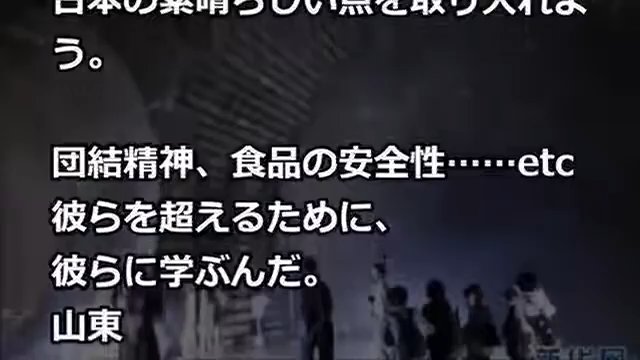 日本の素晴らしい点を取り入れよ
う。
団結精神、食品の安全性……etc
彼らを超えるために、
彼らに学ぶんだ。
山東